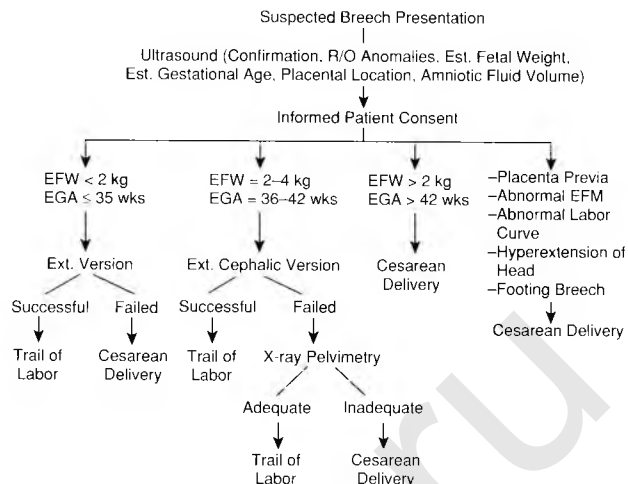 Suspected Breech Presentation
Ultrasound (Confirmation, R/O Anomalies, Est. Fetal Weight,
Est. Gestational Age, Placental Location, Amniotic Fluid Volume)
Informed Patient Consent
EFW < 2 kg
EGA ≤ 35 wks
Ext. Version
Successful
Failed
Trail of
Labor
Cesarean
Delivery
EFW = 2–4 kg
EGA = 36–42 wks
Ext. Cephalic Version
Successful
Failed
Trail of
Labor
X-ray Pelvimetry
Adequate
Inadequate
Trail of
Labor
Cesarean
Delivery
EFW > 2 kg
EGA > 42 wks
Cesarean
Delivery
–Placenta Previa
–Abnormal EFM
–Abnormal Labor
Curve
–Hyperextension of
Head
–Footing Breech
Cesarean Delivery
ru